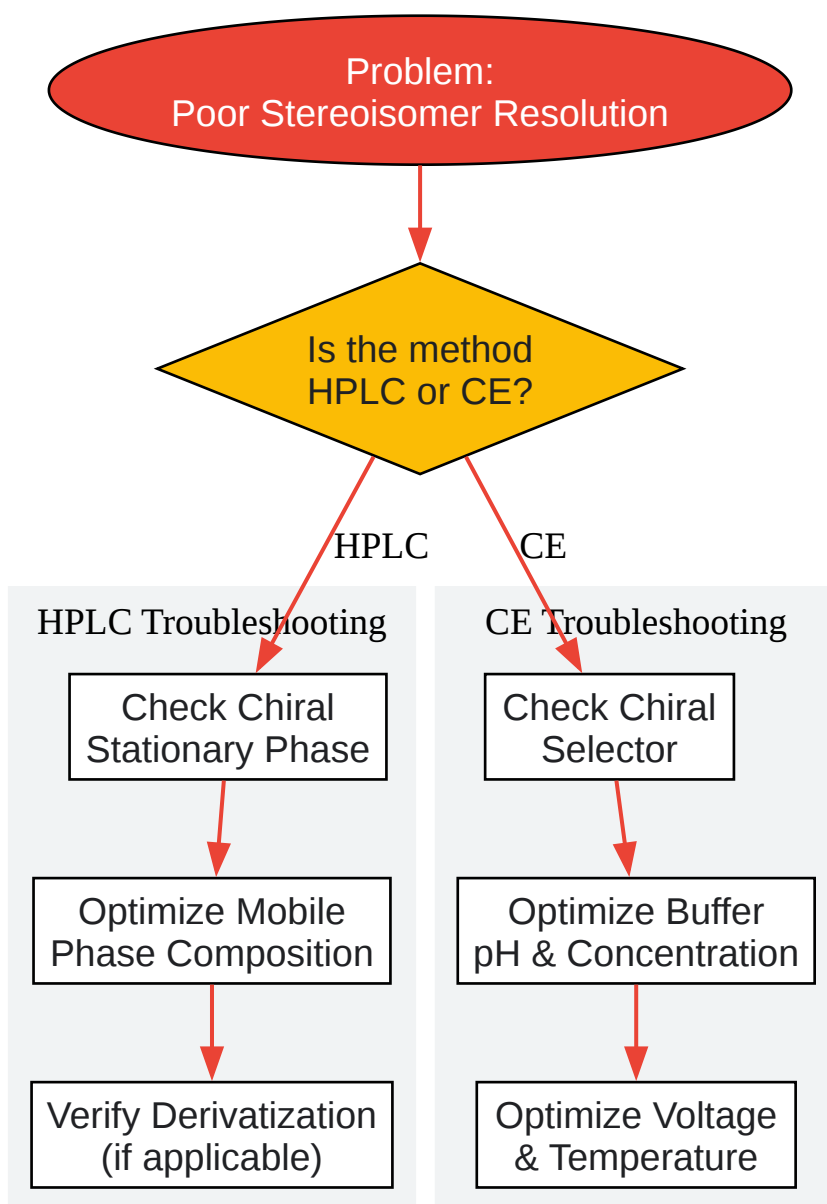 Problem:
Poor Stereoisomer Resolution
Is the method
HPLC or CE?
HPLC
CE
HPLC Troubleshooting
Check Chiral
Stationary Phase
Optimize Mobile
Phase Composition
Verify Derivatization
(if applicable)
CE Troubleshooting
Check Chiral
Selector
Optimize Buffer
pH & Concentration
Optimize Voltage
& Temperature